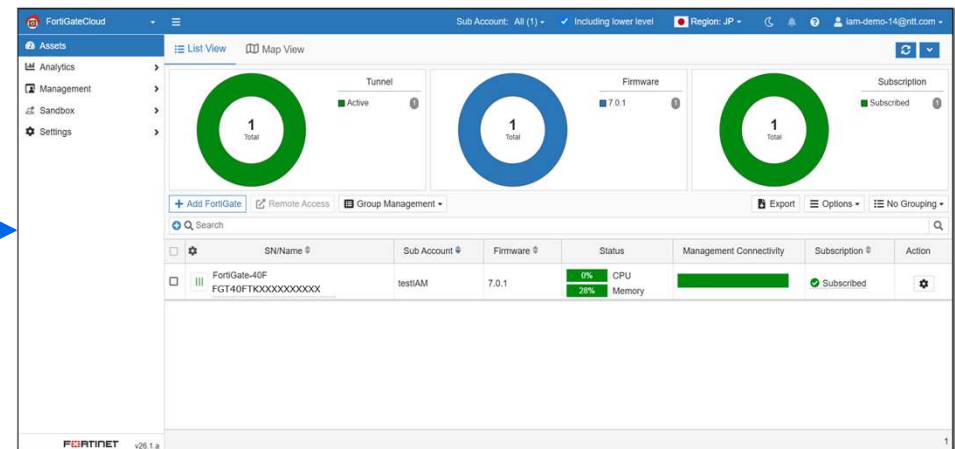 FortiGateCloud
Sub Account: All (1)
Including lower level
Region: JP
iam-demo-14@ntt.com
Assets
Analytics
Management
Sandbox
Settings
List View
Map View
Tunnel
Active 1
1
Total
Firmware
7.0.1 1
1
Total
Subscription
Subscribed 1
1
Total
+ Add FortiGate
Remote Access
Group Management
Export
Options
No Grouping
Search
SN/Name Sub Account Firmware Status Management Connectivity Subscription Action
FortiGate-40F
FGT40FTKXXXXXXXXXX
testIAM
7.0.1
0% CPU
28% Memory
Subscribed
FORTINET v26.1.a
1